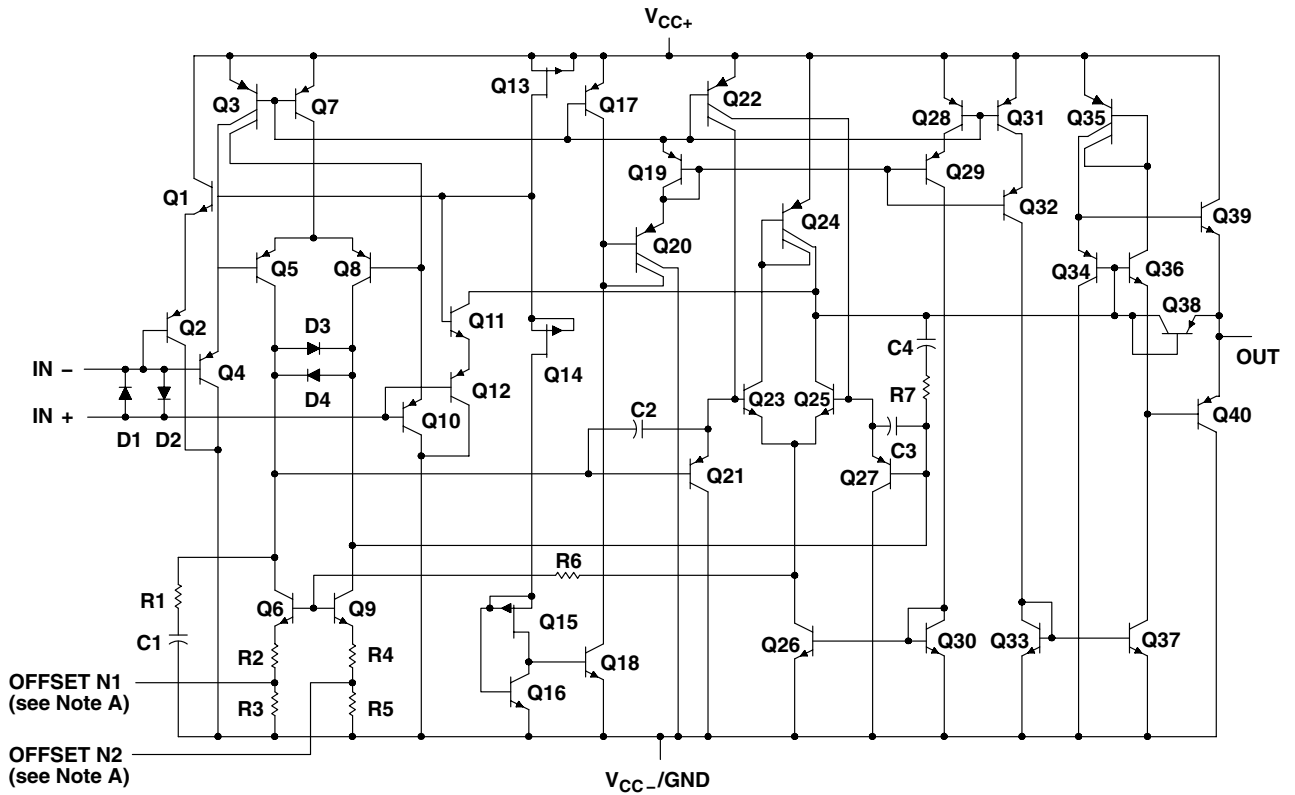 V_CC+
Q3
Q7
Q13
Q17
Q22
Q28
Q31
Q35
Q19
Q29
Q1
Q32
Q39
Q20
Q24
Q5
Q8
Q34
Q36
Q38
Q2
D3
Q11
IN –
Q4
D4
Q14
C4
OUT
Q12
C2
Q23
Q25
R7
IN +
Q10
Q40
D1
D2
C3
Q21
Q27
R6
R1
Q6
Q9
Q15
C1
R2
R4
Q18
Q26
Q30
Q33
Q37
OFFSET N1
(see Note A)
R3
R5
Q16
OFFSET N2
(see Note A)
V_CC–/GND